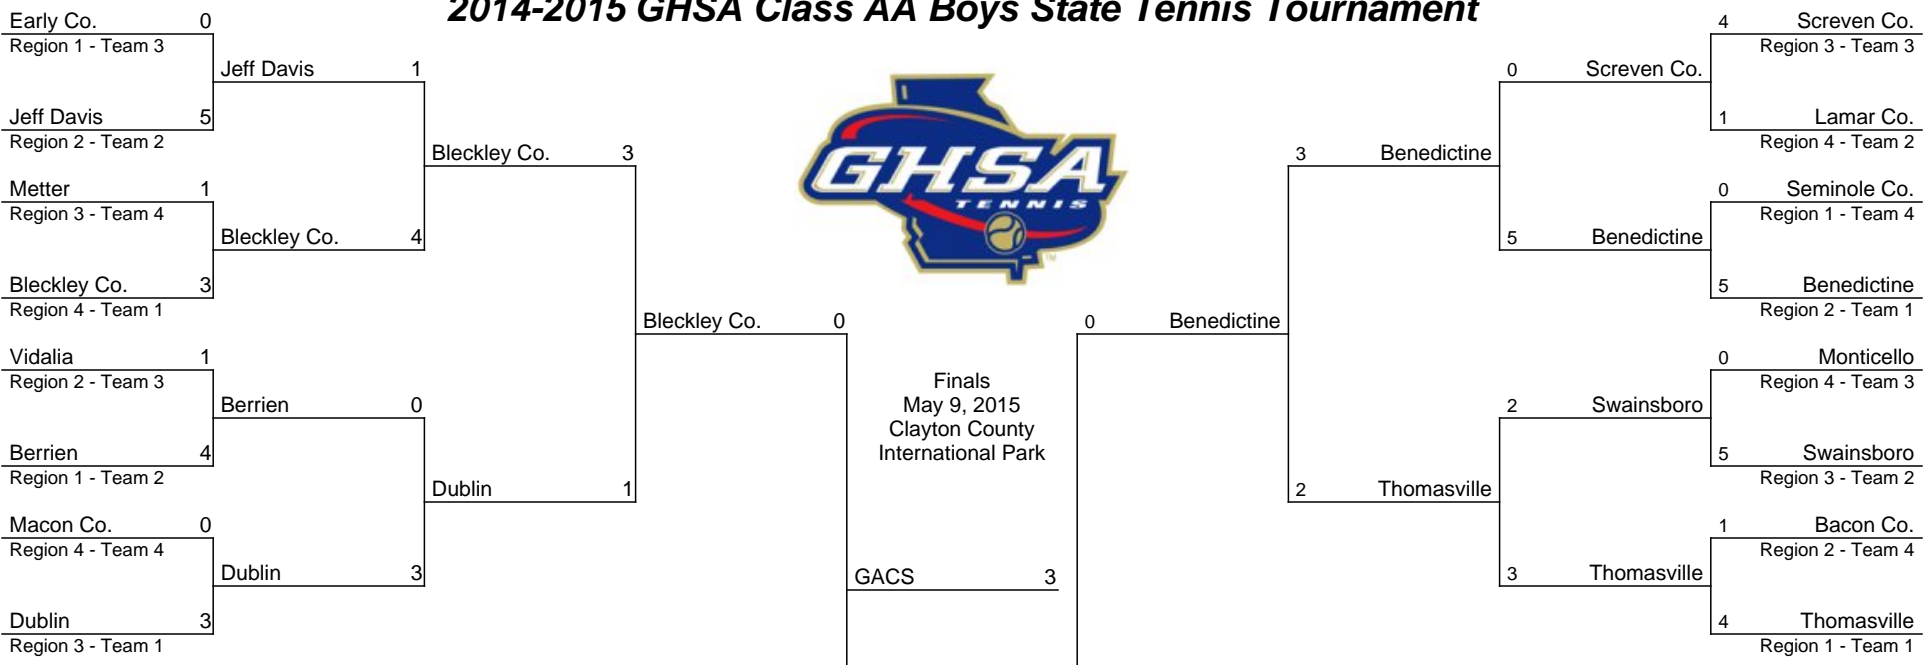 2014-2015 GHSA Class AA Boys State Tennis Tournament
Early Co. 0
Region 1 - Team 3
Jeff Davis 5
Region 2 - Team 2
Metter 1
Region 3 - Team 4
Bleckley Co. 3
Region 4 - Team 1
Vidalia 1
Region 2 - Team 3
Berrien 4
Region 1 - Team 2
Macon Co. 0
Region 4 - Team 4
Dublin 3
Region 3 - Team 1
Jeff Davis 1
Bleckley Co. 4
Berrien 0
Dublin 3
Bleckley Co. 3
Dublin 1
Bleckley Co. 0
GHSA
TENNIS
TM
Finals
May 9, 2015
Clayton County
International Park
GACS 3
0 Benedictine
3 Benedictine
2 Thomasville
0 Screven Co.
5 Benedictine
2 Swainsboro
3 Thomasville
4 Screven Co.
Region 3 - Team 3
1 Lamar Co.
Region 4 - Team 2
0 Seminole Co.
Region 1 - Team 4
5 Benedictine
Region 2 - Team 1
0 Monticello
Region 4 - Team 3
5 Swainsboro
Region 3 - Team 2
1 Bacon Co.
Region 2 - Team 4
4 Thomasville
Region 1 - Team 1